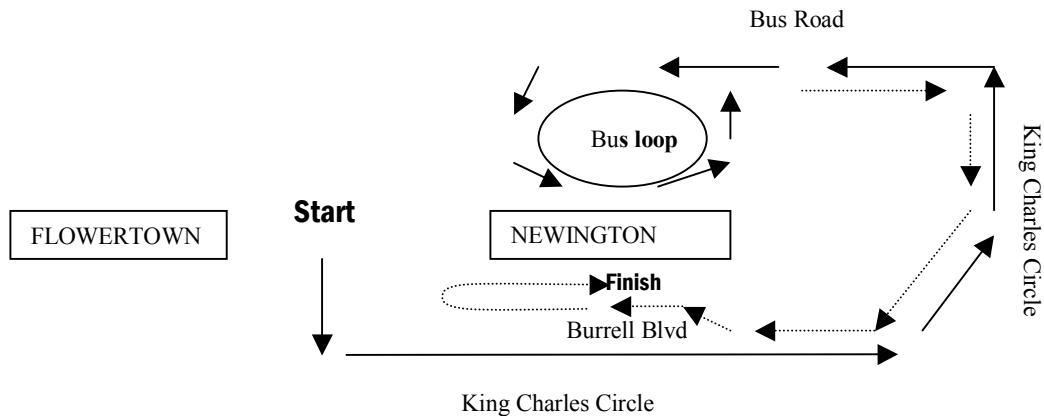 Bus Road
Bus loop
King Charles Circle
Start
FLOWERTOWN
NEWINGTON
Finish
Burrell Blvd
King Charles Circle